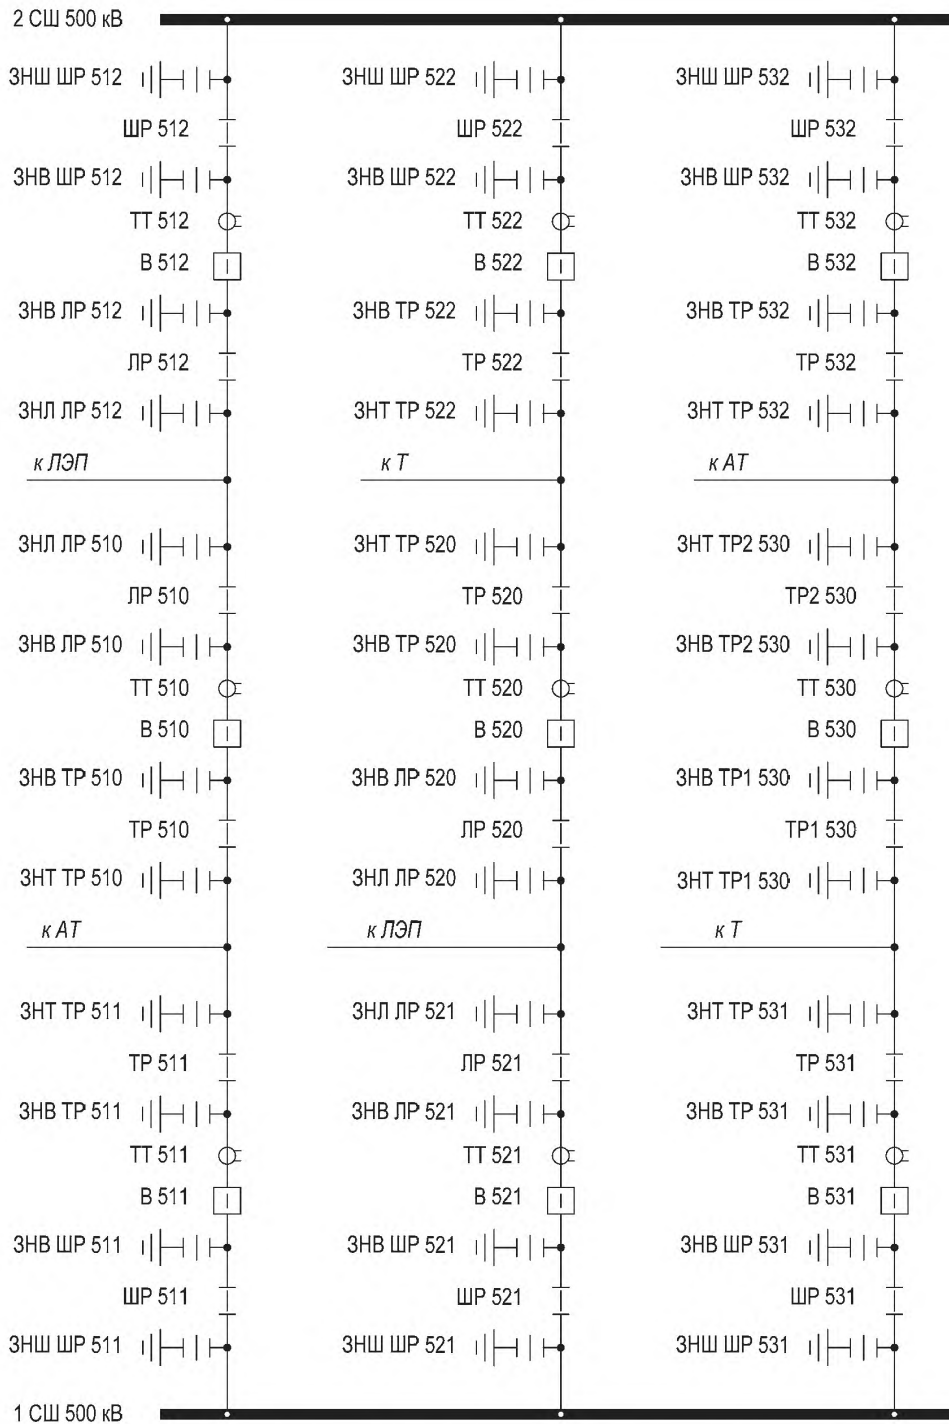 2 СШ 500 кВ
ЗНШ ШР 512 ЗНШ ШР 522 ЗНШ ШР 532
ШР 512 ШР 522 ШР 532
ЗНВ ШР 512 ЗНВ ШР 522 ЗНВ ШР 532
ТТ 512 ТТ 522 ТТ 532
В 512 В 522 В 532
ЗНВ ЛР 512 ЗНВ ТР 522 ЗНВ ТР 532
ЛР 512 ТР 522 ТР 532
ЗНЛ ЛР 512 ЗНТ ТР 522 ЗНТ ТР 532
к ЛЭП к Т к АТ
ЗНЛ ЛР 510 ЗНТ ТР 520 ЗНТ ТР2 530
ЛР 510 ТР 520 ТР2 530
ЗНВ ЛР 510 ЗНВ ТР 520 ЗНВ ТР2 530
ТТ 510 ТТ 520 ТТ 530
В 510 В 520 В 530
ЗНВ ТР 510 ЗНВ ЛР 520 ЗНВ ТР1 530
ТР 510 ЛР 520 ТР1 530
ЗНТ ТР 510 ЗНЛ ЛР 520 ЗНТ ТР1 530
к АТ к ЛЭП к Т
ЗНТ ТР 511 ЗНЛ ЛР 521 ЗНТ ТР 531
ТР 511 ЛР 521 ТР 531
ЗНВ ТР 511 ЗНВ ЛР 521 ЗНВ ТР 531
ТТ 511 ТТ 521 ТТ 531
В 511 В 521 В 531
ЗНВ ШР 511 ЗНВ ШР 521 ЗНВ ШР 531
ШР 511 ШР 521 ШР 531
ЗНШ ШР 511 ЗНШ ШР 521 ЗНШ ШР 531
1 СШ 500 кВ